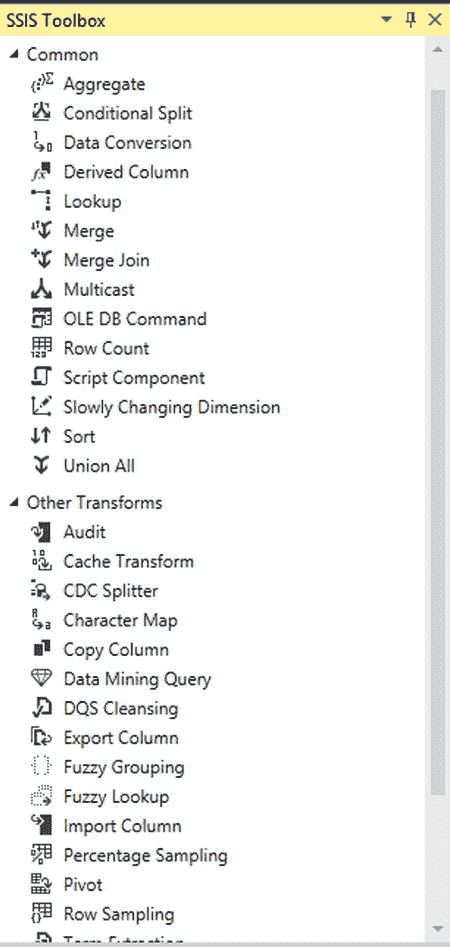 SSIS Toolbox
Common
Aggregate
Conditional Split
Data Conversion
Derived Column
Lookup
Merge
Merge Join
Multicast
OLE DB Command
Row Count
Script Component
Slowly Changing Dimension
Sort
Union All
Other Transforms
Audit
Cache Transform
CDC Splitter
Character Map
Copy Column
Data Mining Query
DQS Cleansing
Export Column
Fuzzy Grouping
Fuzzy Lookup
Import Column
Percentage Sampling
Pivot
Row Sampling
Term Extraction